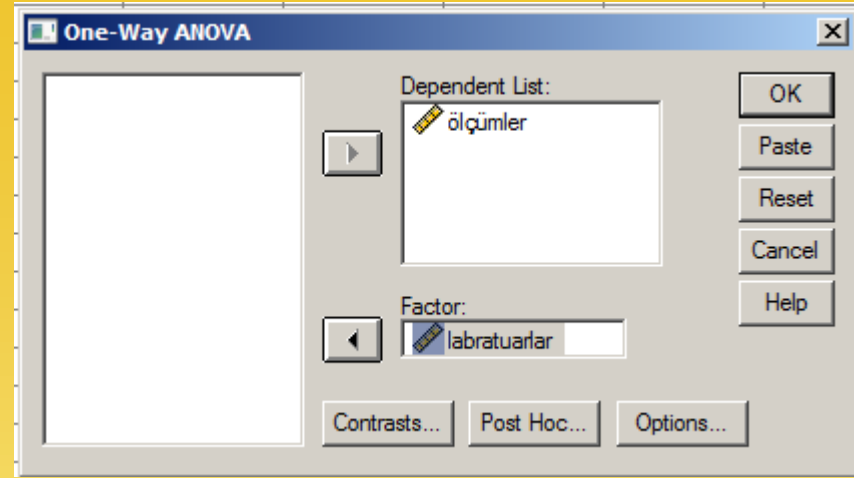 One-Way ANOVA
Dependent List:
ölçümler
Factor:
labratuarlar
OK
Paste
Reset
Cancel
Help
Contrasts...
Post Hoc...
Options...